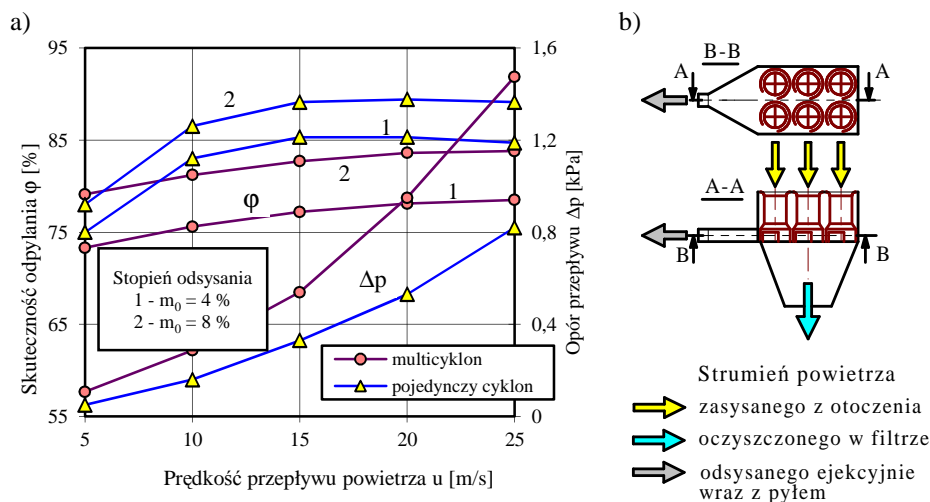 a)
Skuteczność odpylania φ [%]
95
85
75
65
55
2
1
2
1
φ
Δp
Stopień odsysania
1 - m₀ = 4 %
2 - m₀ = 8 %
multicyklon
pojedynczy cyklon
1,6
1,2
0,8
0,4
0
Opór przepływu Δp [kPa]
5 10 15 20 25
Prędkość przepływu powietrza u [m/s]
b)
B-B
A A
A-A
B B
Strumień powietrza
zasysanego z otoczenia
oczyszczonego w filtrze
odsysanego ejekcyjnie
wraz z pyłem